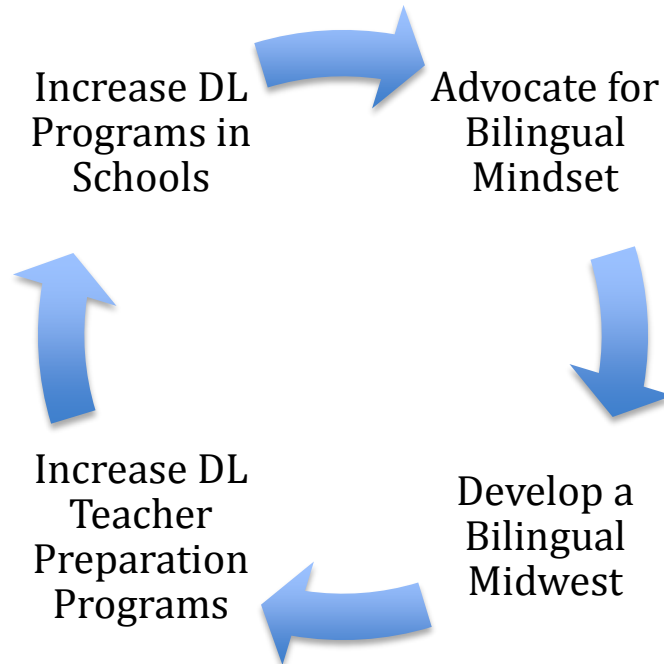 Increase DL
Programs in
Schools
Advocate for
Bilingual
Mindset
Develop a
Bilingual
Midwest
Increase DL
Teacher
Preparation
Programs